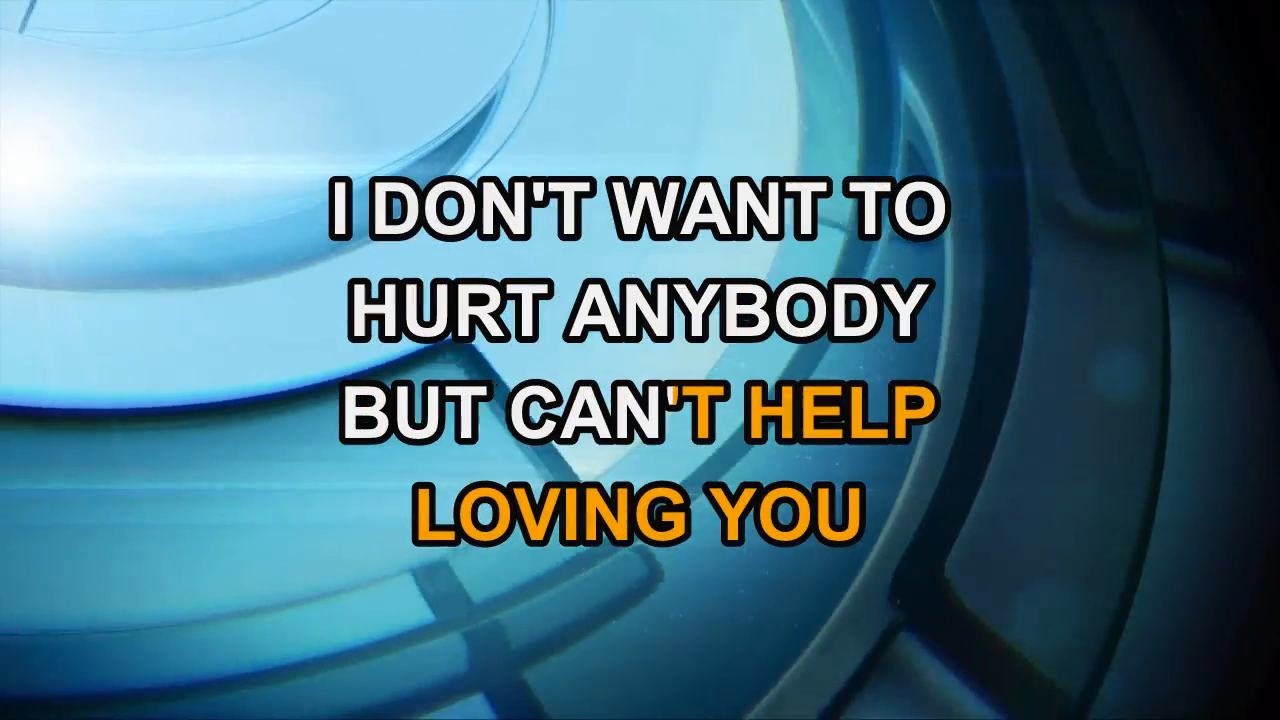 I DON'T WANT TO
HURT ANYBODY
BUT CAN'T HELP
LOVING YOU